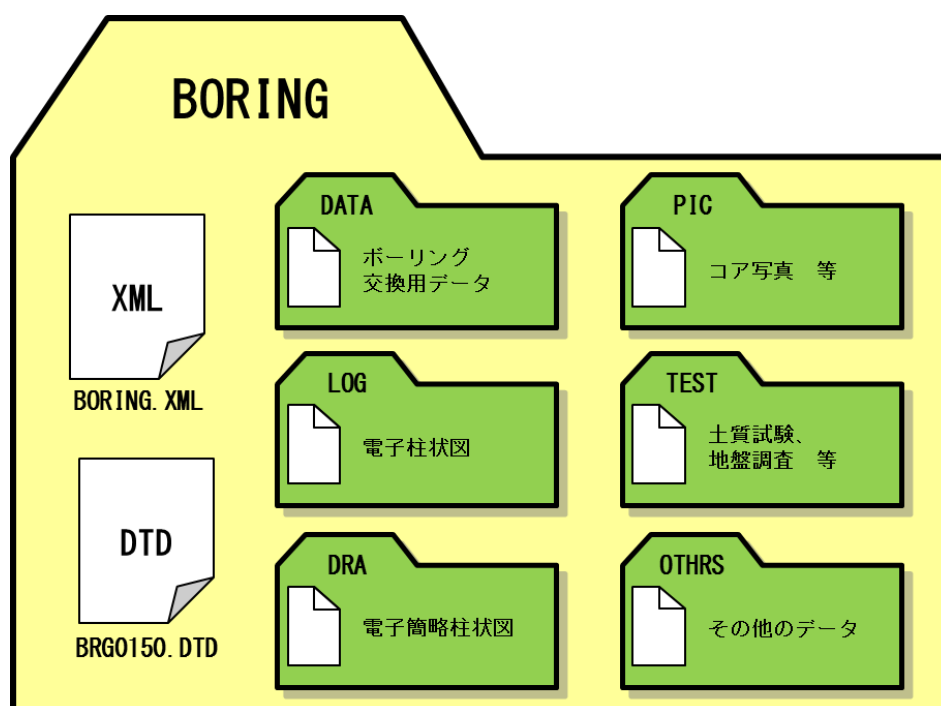 BORING
XML
BORING.XML
DTD
BRG0150.DTD
DATA
ボーリング
交換用データ
LOG
電子柱状図
DRA
電子簡略柱状図
PIC
コア写真　等
TEST
土質試験、
地盤調査　等
OTHRS
その他のデータ